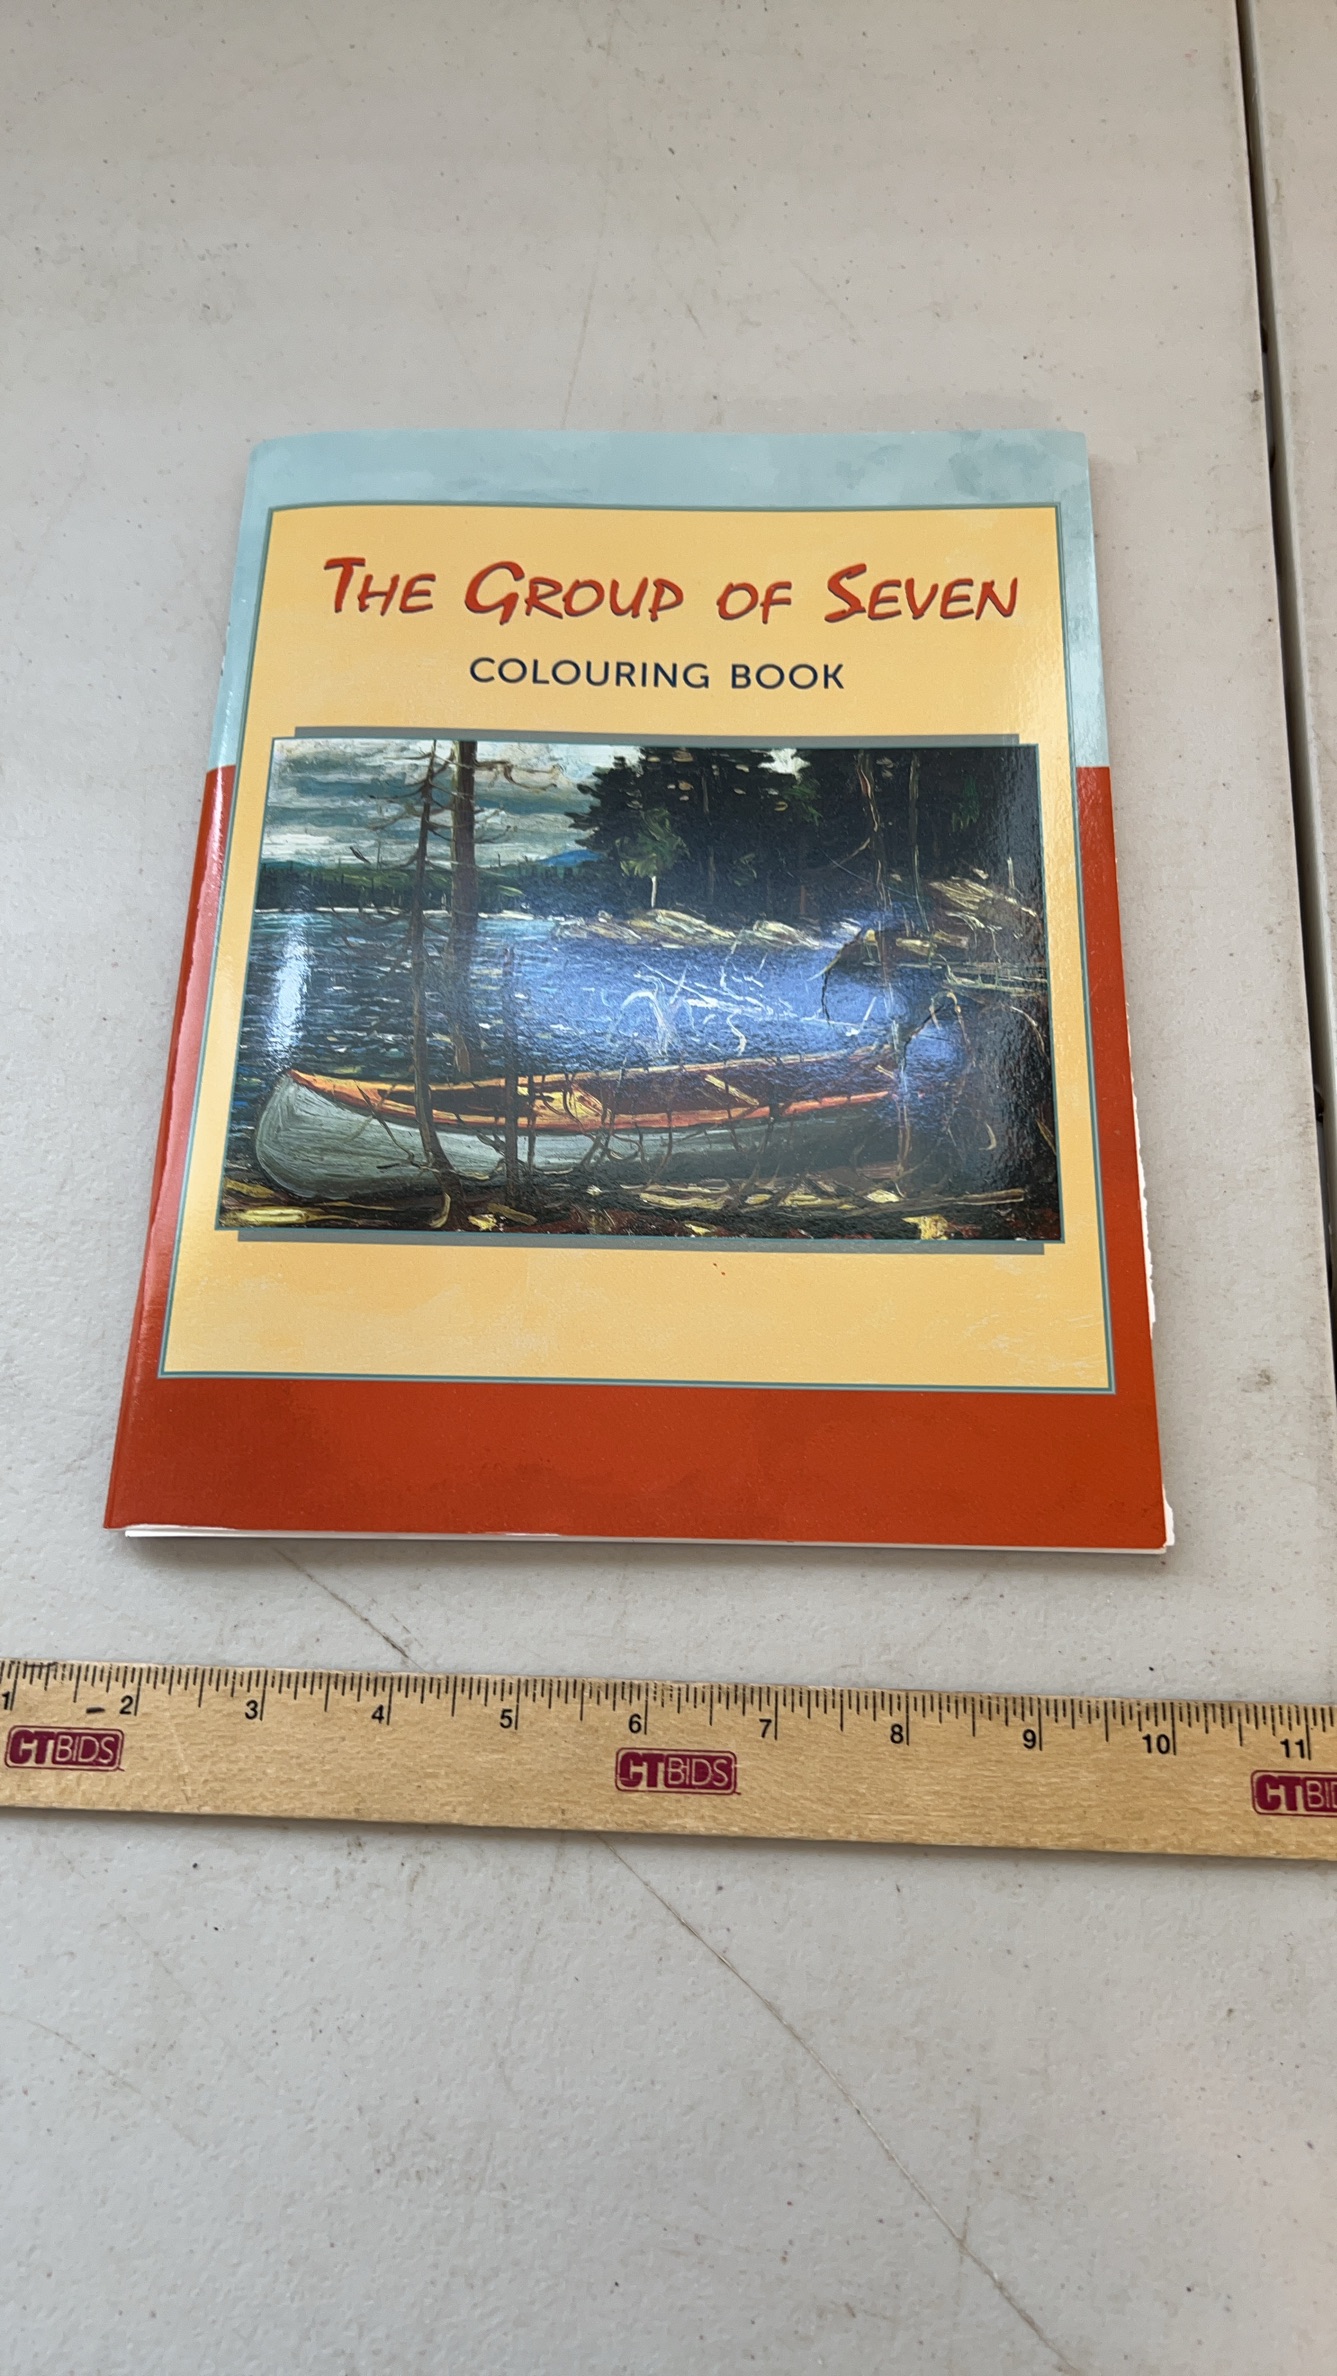 THE GROUP OF SEVEN
COLOURING BOOK
1 2 3 4 5 6 7 8 9 10 11
CTBIDS CTBIDS CTBID